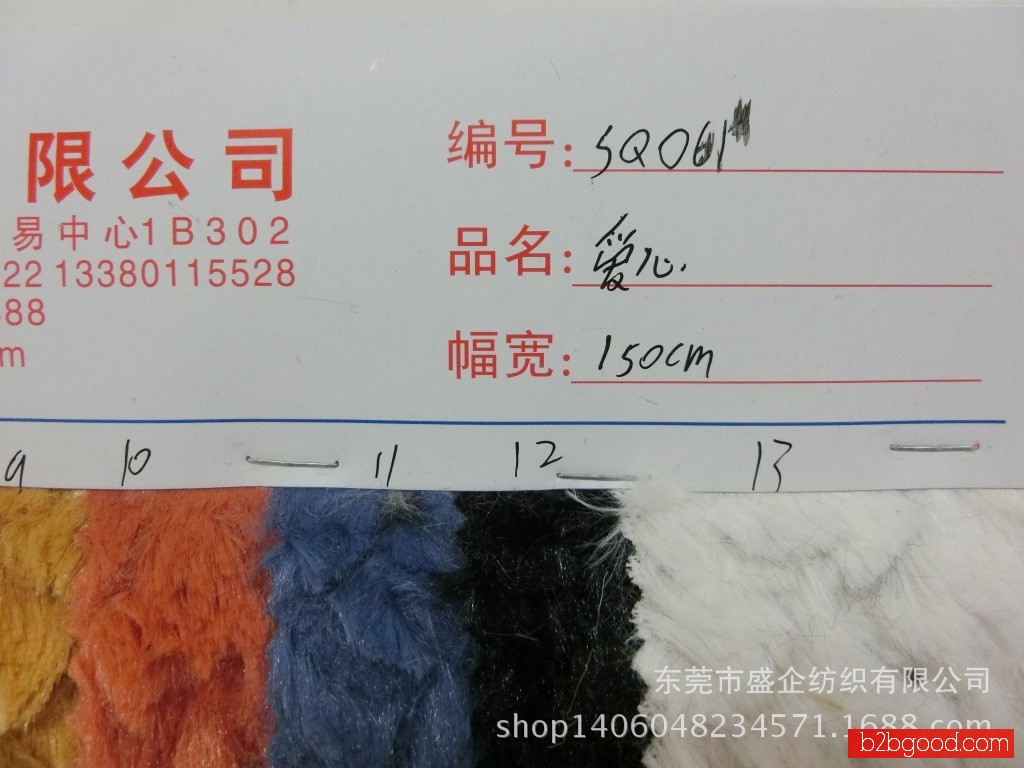 限公司
易中心1B302
22 13380115528
88
m
编号:
品名: 爱心.
幅宽: 150cm
9 10 11 12 13
东莞市盛企纺织有限公司
shop1406048234571.1688.com
b2bgood.com